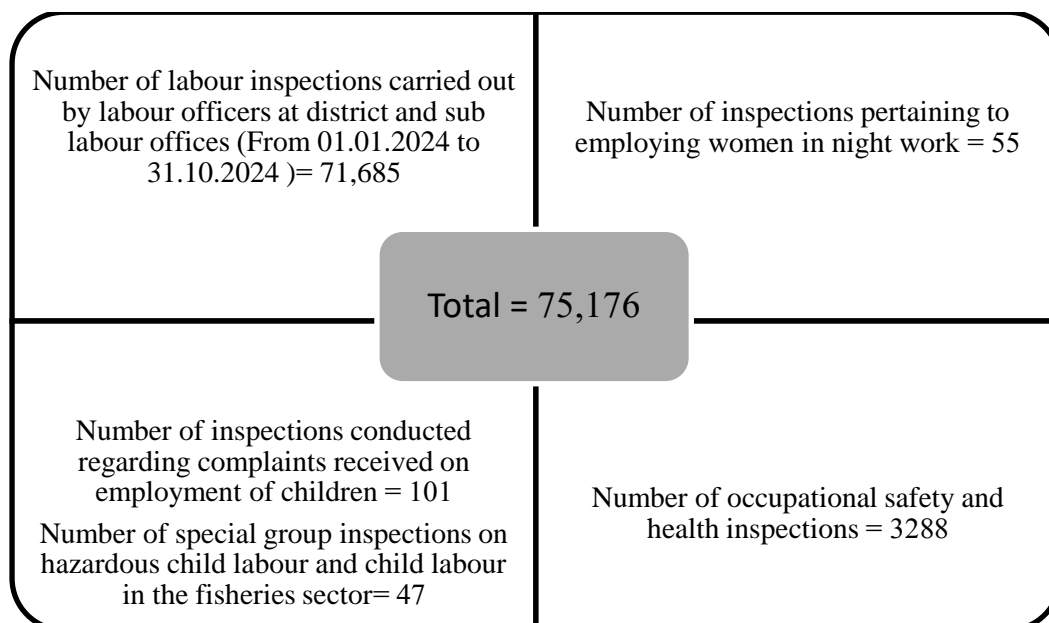 Number of labour inspections carried out
by labour officers at district and sub
labour offices (From 01.01.2024 to
31.10.2024 )= 71,685
Number of inspections pertaining to
employing women in night work = 55
Total = 75,176
Number of inspections conducted
regarding complaints received on
employment of children = 101
Number of special group inspections on
hazardous child labour and child labour
in the fisheries sector= 47
Number of occupational safety and
health inspections = 3288